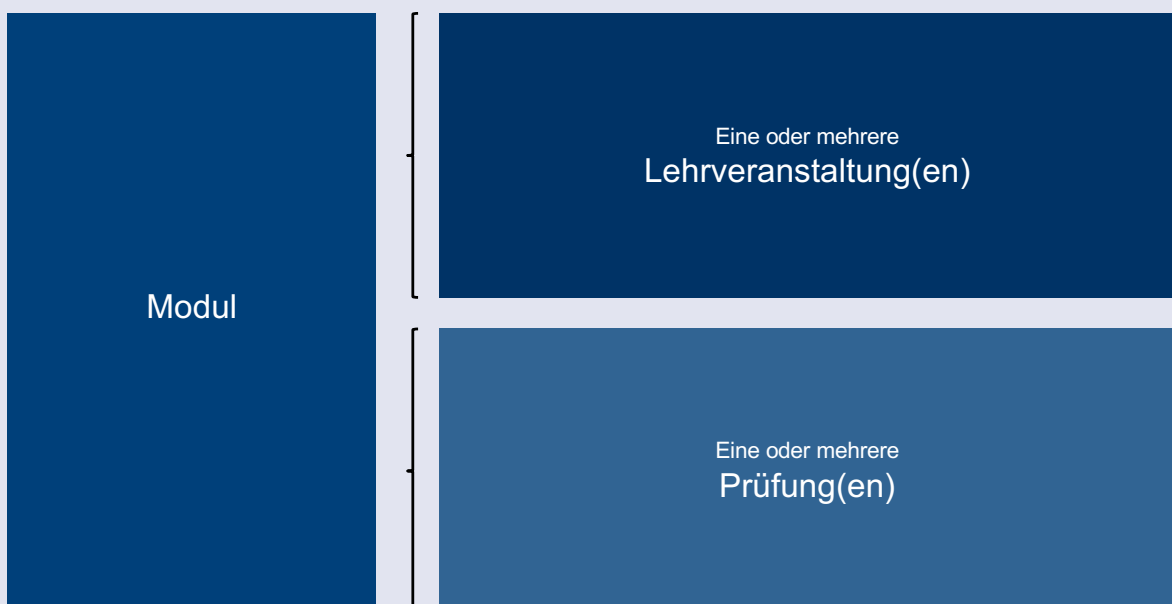 Modul
Eine oder mehrere
Lehrveranstaltung(en)
Eine oder mehrere
Prüfung(en)